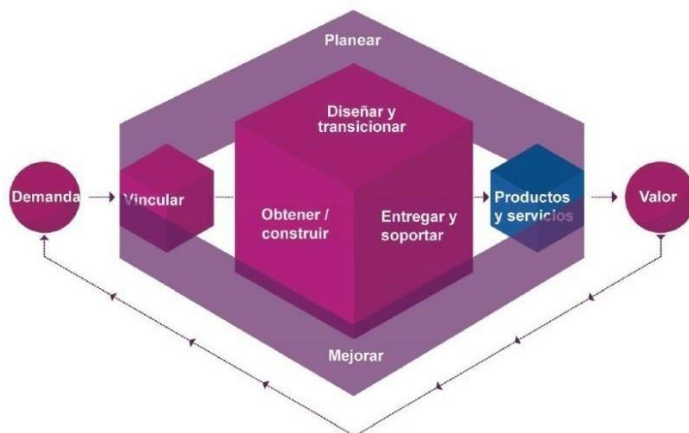 Planear
Diseñar y
transicionar
Demanda
Vincular
Obtener /
construir
Entregar y
soportar
Productos
y servicios
Valor
Mejorar